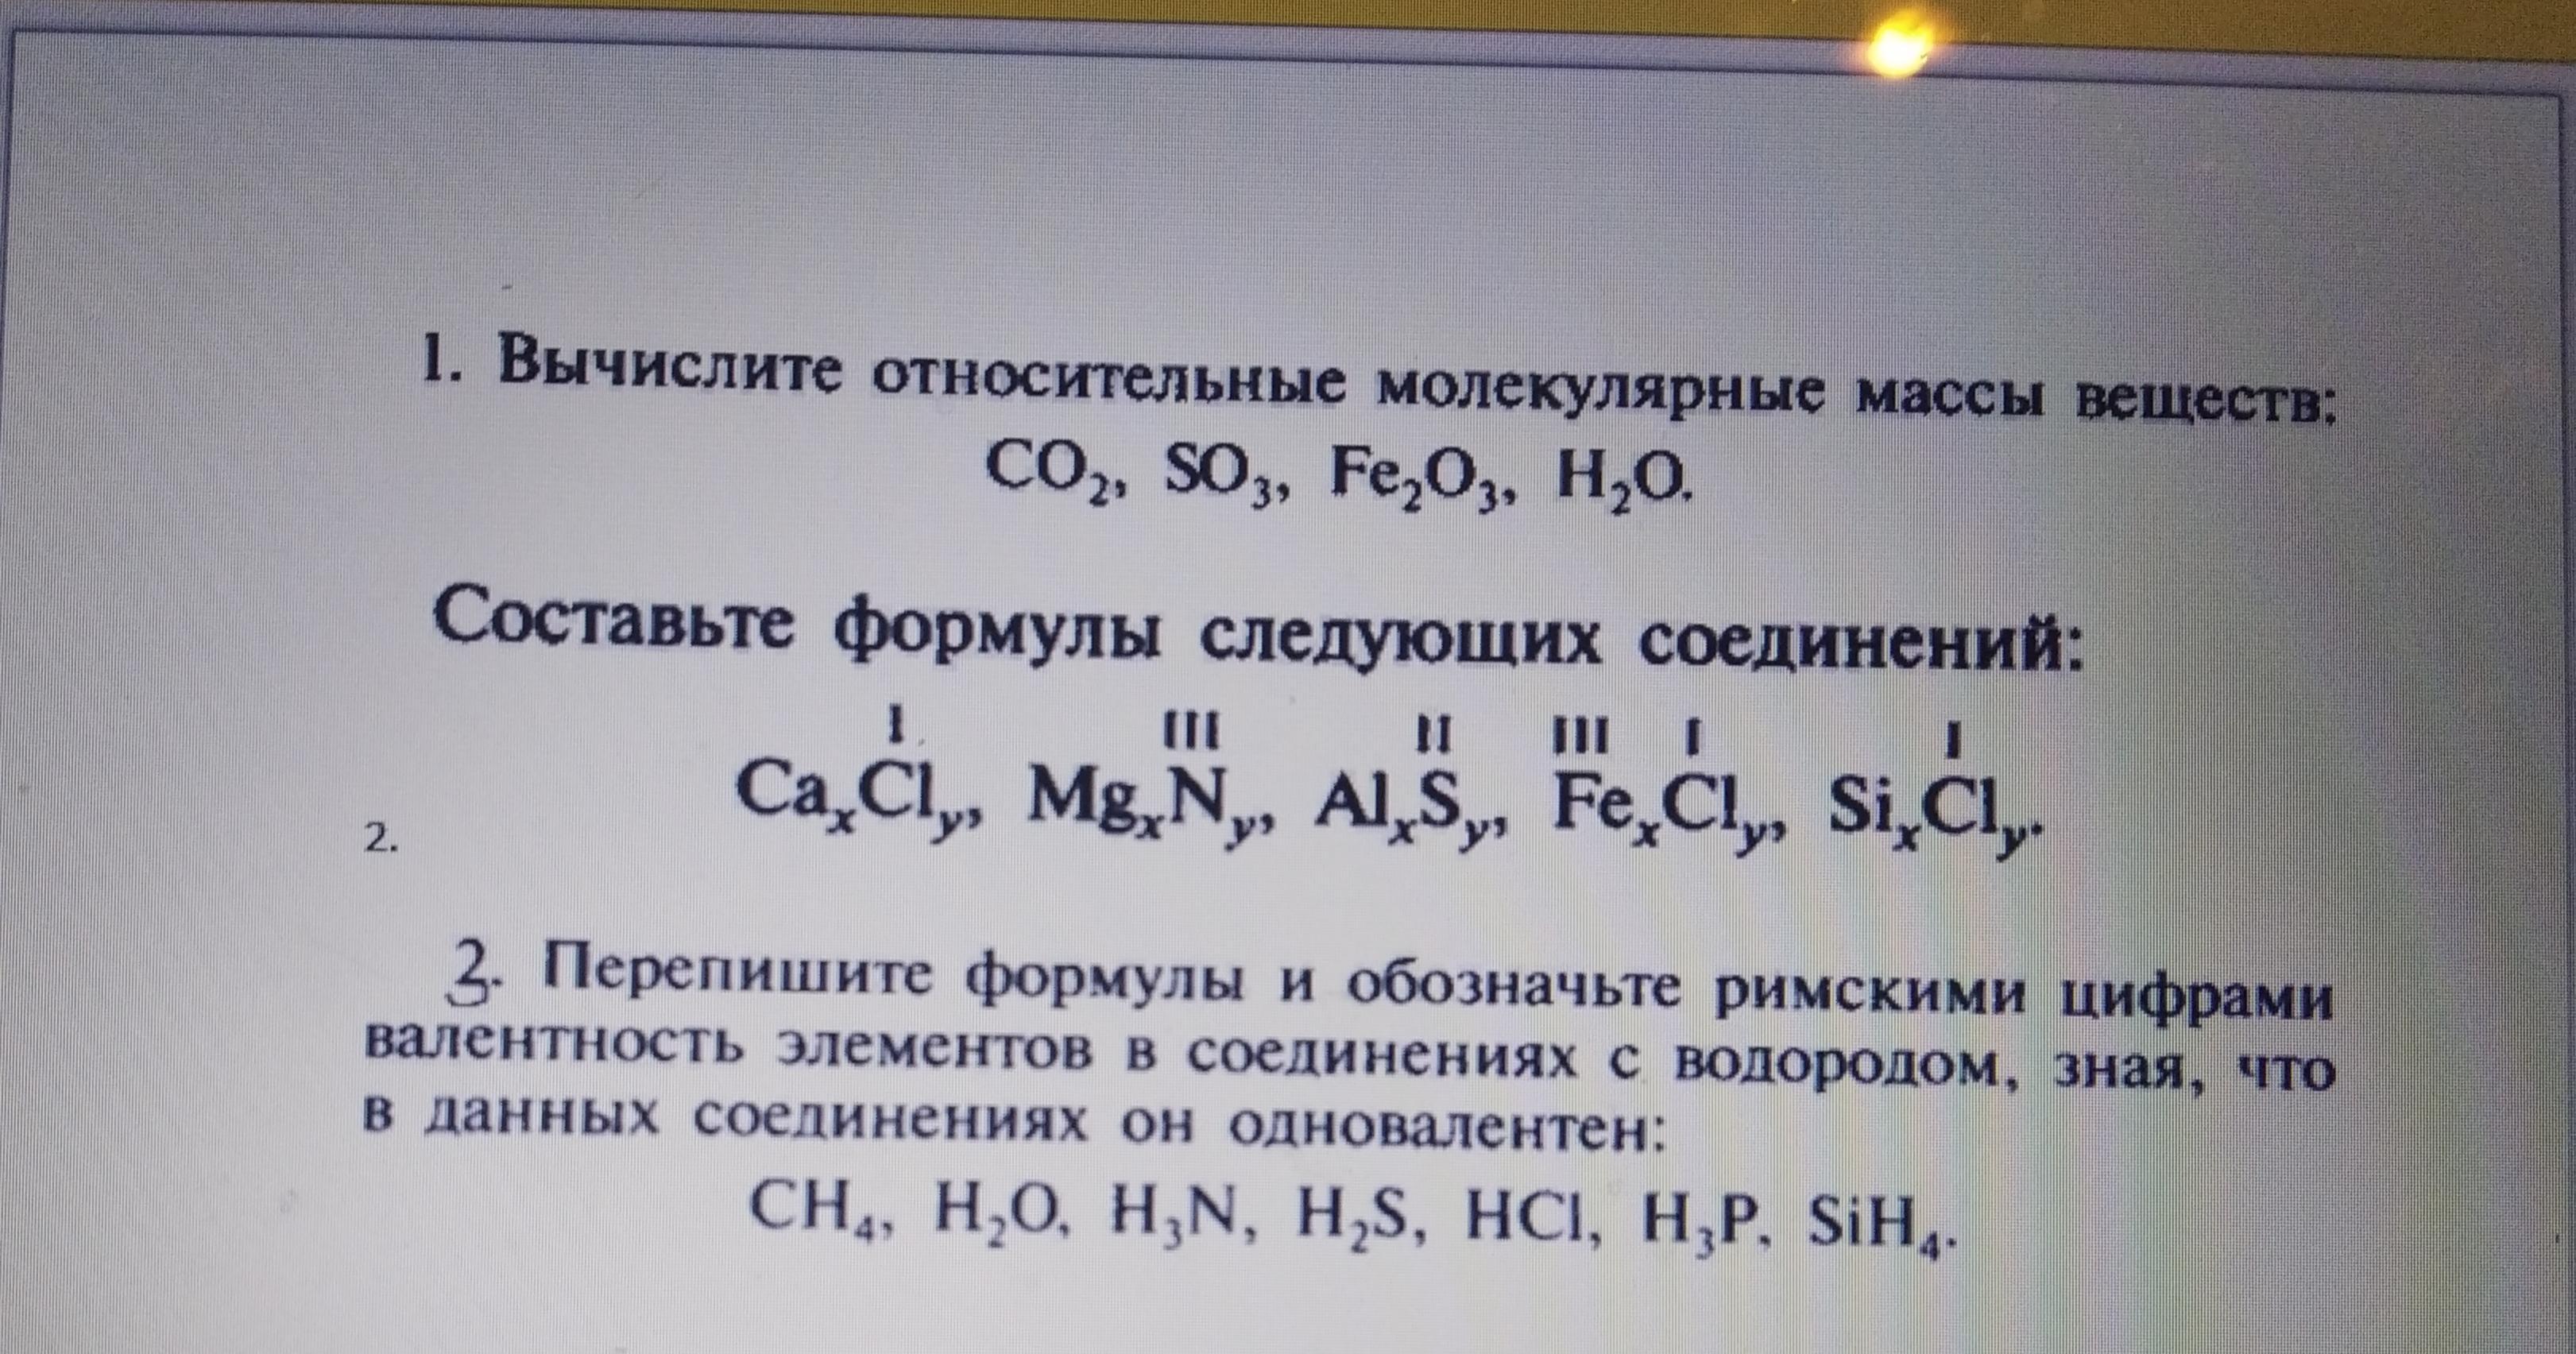 1. Вычислите относительные молекулярные массы веществ:
CO₂, SO₃, Fe₂O₃, H₂O.
Составьте формулы следующих соединений:
I III II III I I
CaₓClᵧ, MgₓNᵧ, AlₓSᵧ, FeₓClᵧ, SiₓClᵧ.
2.
3. Перепишите формулы и обозначьте римскими цифрами
валентность элементов в соединениях с водородом, зная, что
в данных соединениях он одновалентен:
CH₄, H₂O, H₃N, H₂S, HCl, H₃P, SiH₄.